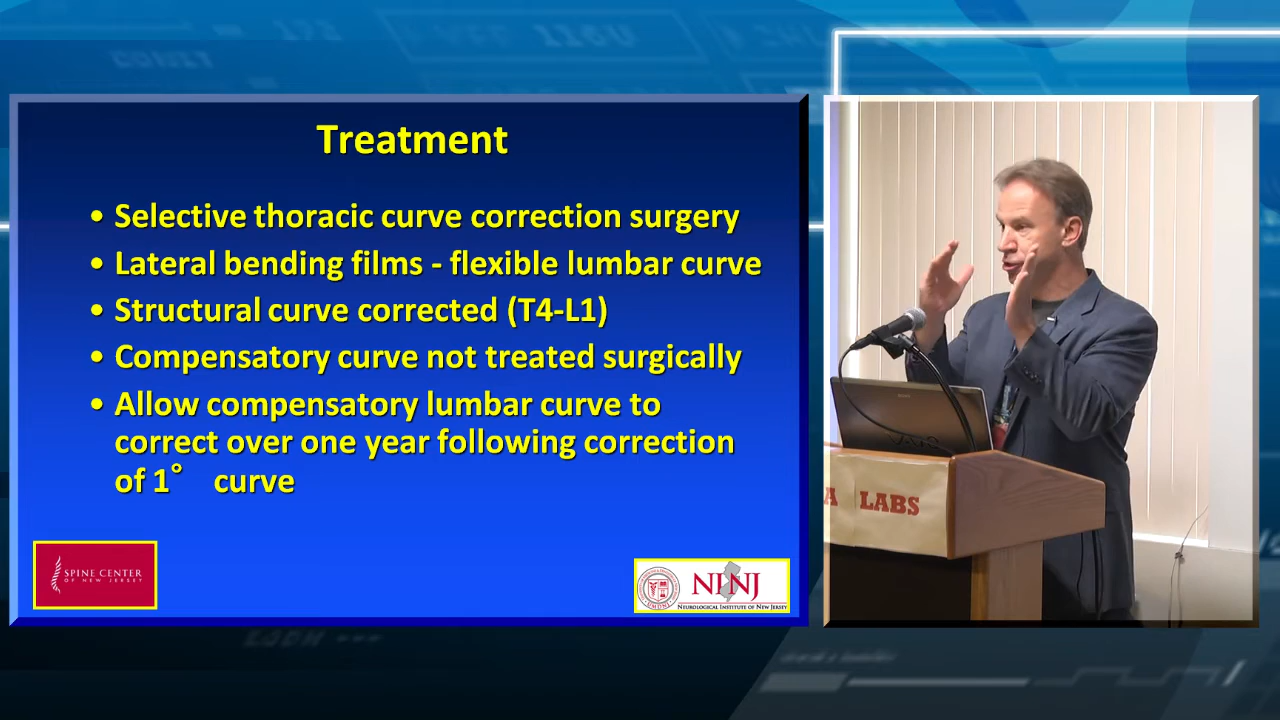 Treatment
• Selective thoracic curve correction surgery
• Lateral bending films - flexible lumbar curve
• Structural curve corrected (T4-L1)
• Compensatory curve not treated surgically
• Allow compensatory lumbar curve to
correct over one year following correction
of 1° curve
SPINE CENTER
OF NEW JERSEY
NINJ
NEUROLOGICAL INSTITUTE OF NEW JERSEY
A LABS
VAIO